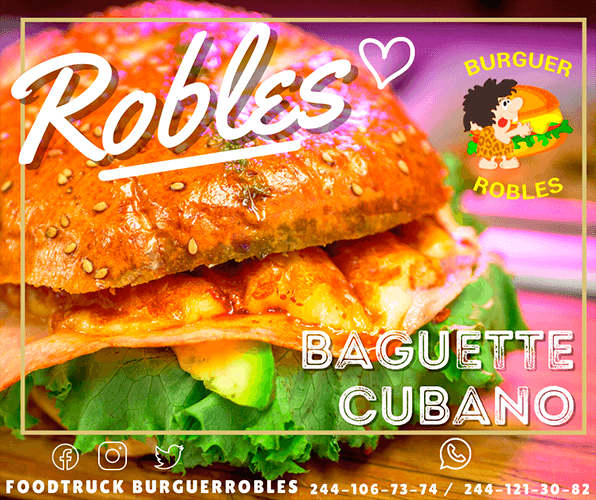 Robles
BURGUER
ROBLES
BAGUETTE
CUBANO
FOODTRUCK BURGUERROBLES 244-106-73-74 / 244-121-30-82